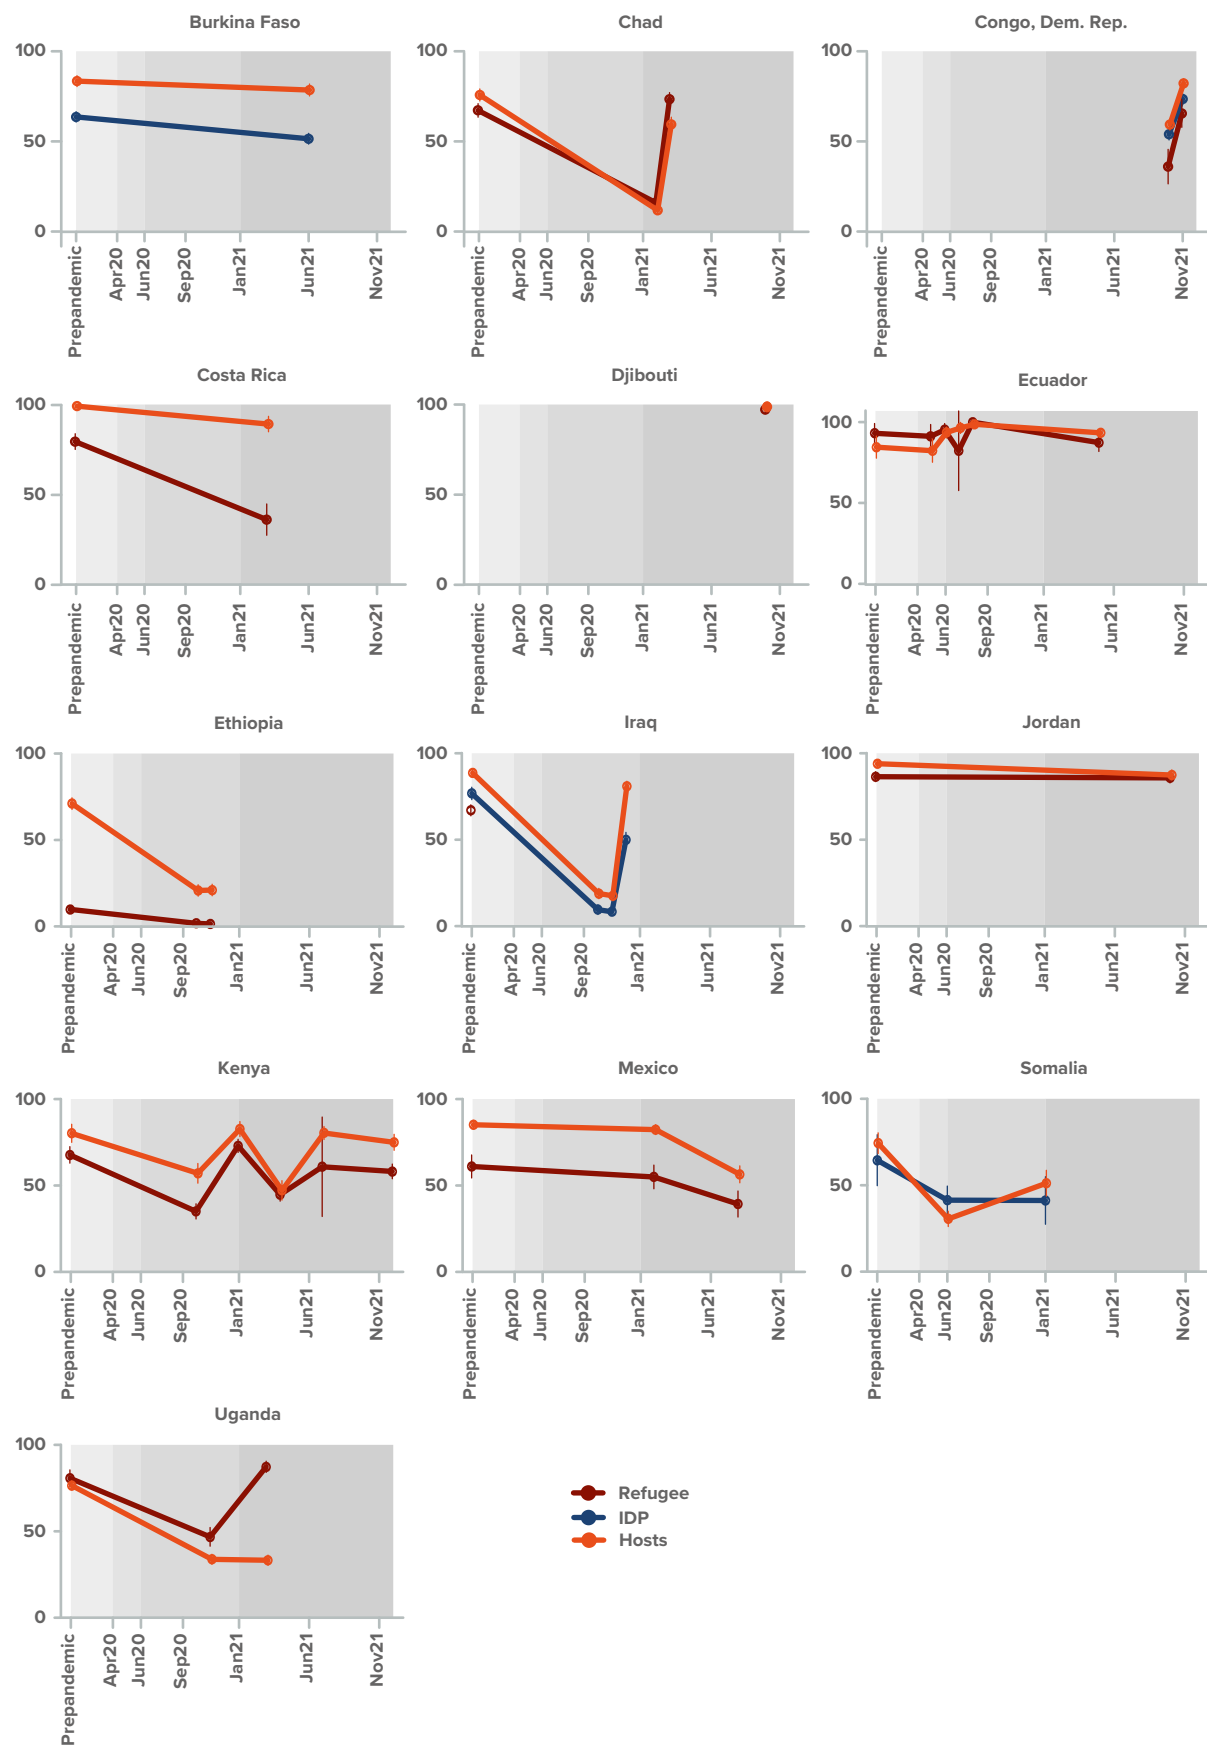 Burkina Faso
100
50
0
Prepandemic
Apr20
Jun20
Sep20
Jan21
Jun21
Nov21
Chad
100
50
0
Prepandemic
Apr20
Jun20
Sep20
Jan21
Jun21
Nov21
Congo, Dem. Rep.
100
50
0
Prepandemic
Apr20
Jun20
Sep20
Jan21
Jun21
Nov21
Costa Rica
100
50
0
Prepandemic
Apr20
Jun20
Sep20
Jan21
Jun21
Nov21
Djibouti
100
50
0
Prepandemic
Apr20
Jun20
Sep20
Jan21
Jun21
Nov21
Ecuador
100
50
0
Prepandemic
Apr20
Jun20
Sep20
Jan21
Jun21
Nov21
Ethiopia
100
50
0
Prepandemic
Apr20
Jun20
Sep20
Jan21
Jun21
Nov21
Iraq
100
50
0
Prepandemic
Apr20
Jun20
Sep20
Jan21
Jun21
Nov21
Jordan
100
50
0
Prepandemic
Apr20
Jun20
Sep20
Jan21
Jun21
Nov21
Kenya
100
50
0
Prepandemic
Apr20
Jun20
Sep20
Jan21
Jun21
Nov21
Mexico
100
50
0
Prepandemic
Apr20
Jun20
Sep20
Jan21
Jun21
Nov21
Somalia
100
50
0
Prepandemic
Apr20
Jun20
Sep20
Jan21
Jun21
Nov21
Uganda
100
50
0
Prepandemic
Apr20
Jun20
Sep20
Jan21
Jun21
Nov21
Refugee
IDP
Hosts